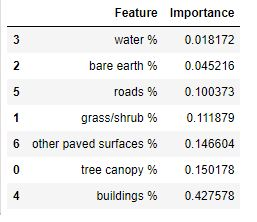 Feature Importance
3 water % 0.018172
2 bare earth % 0.045216
5 roads % 0.100373
1 grass/shrub % 0.111879
6 other paved surfaces % 0.146604
0 tree canopy % 0.150178
4 buildings % 0.427578